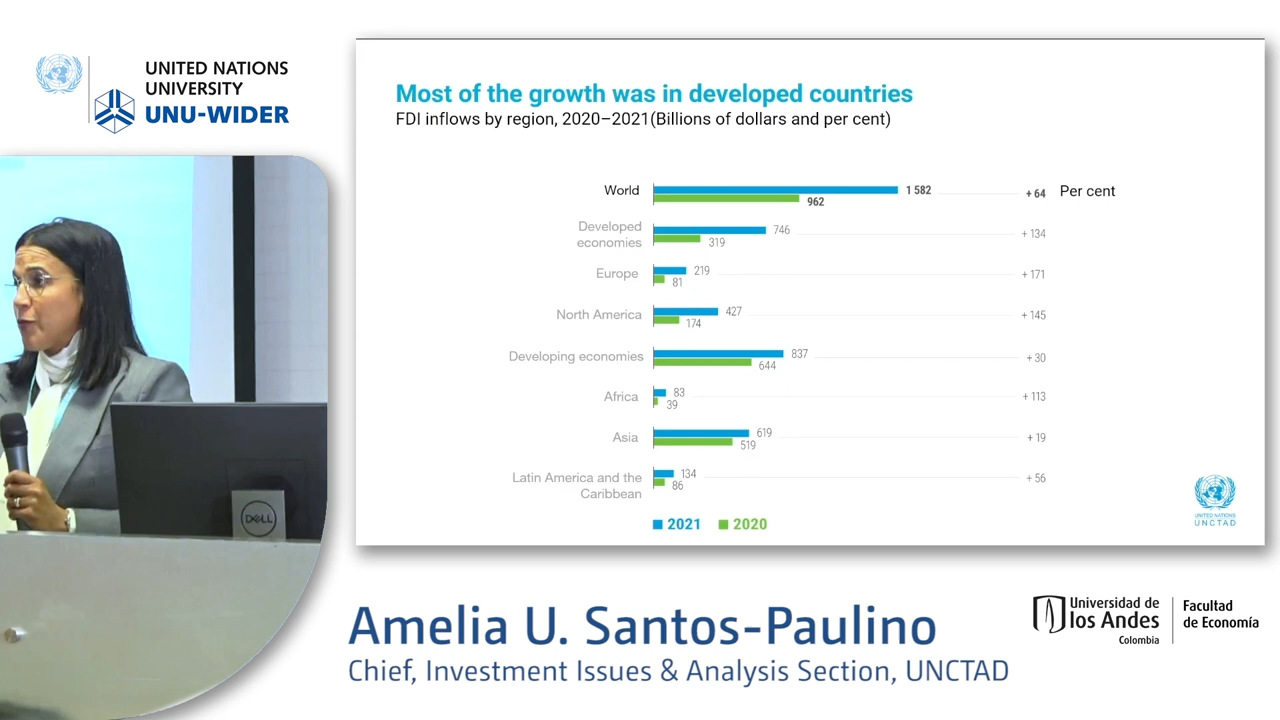 UNITED NATIONS
UNIVERSITY
UNU-WIDER
Most of the growth was in developed countries
FDI inflows by region, 2020–2021(Billions of dollars and per cent)
World
1 582
962
+ 64
Per cent
Developed
economies
746
319
+ 134
Europe
219
81
+ 171
North America
427
174
+ 145
Developing economies
837
644
+ 30
Africa
83
39
+ 113
Asia
619
519
+ 19
Latin America and the
Caribbean
134
86
+ 56
2021
2020
UNITED NATIONS
UNCTAD
DELL
Amelia U. Santos-Paulino
Chief, Investment Issues & Analysis Section, UNCTAD
Universidad de
los Andes
Colombia
Facultad
de Economía